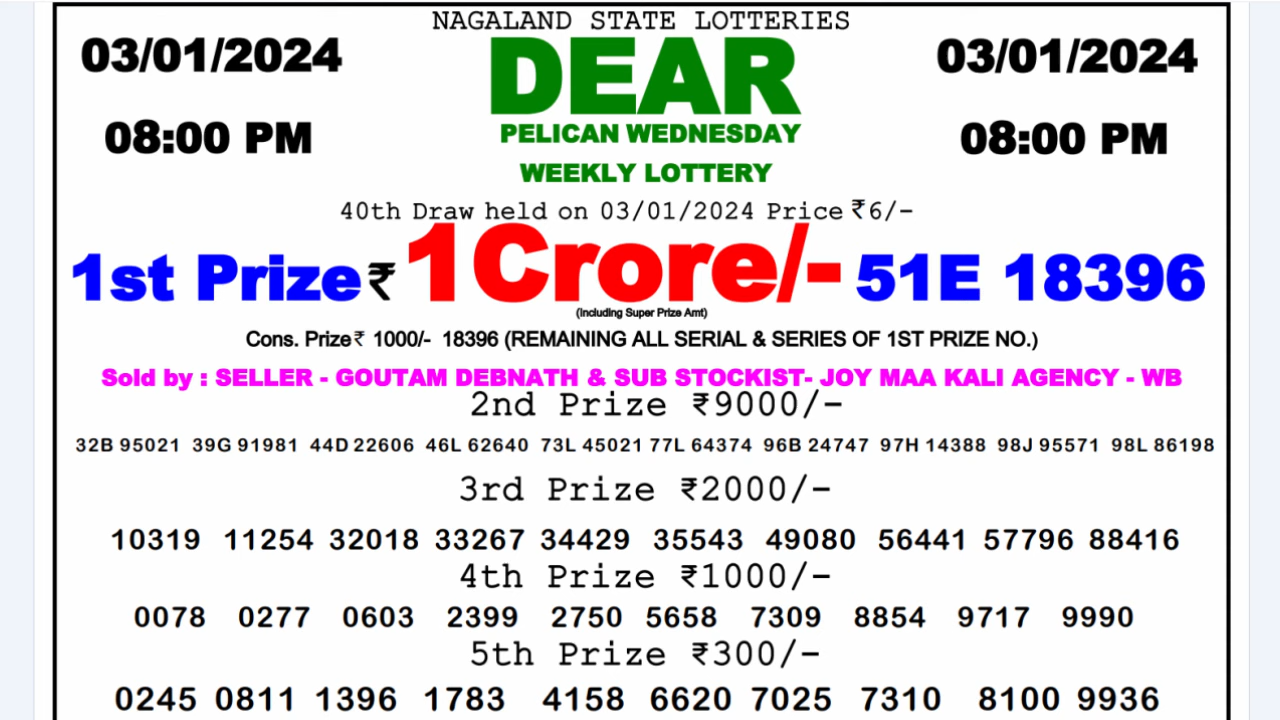 NAGALAND STATE LOTTERIES
03/01/2024 DEAR 03/01/2024
08:00 PM PELICAN WEDNESDAY 08:00 PM
WEEKLY LOTTERY
40th Draw held on 03/01/2024 Price ₹6/-
1st Prize ₹ 1Crore/- 51E 18396
(Including Super Prize Amt)
Cons. Prize ₹ 1000/- 18396 (REMAINING ALL SERIAL & SERIES OF 1ST PRIZE NO.)
Sold by : SELLER - GOUTAM DEBNATH & SUB STOCKIST- JOY MAA KALI AGENCY - WB
2nd Prize ₹9000/-
32B 95021 39G 91981 44D 22606 46L 62640 73L 45021 77L 64374 96B 24747 97H 14388 98J 95571 98L 86198
3rd Prize ₹2000/-
10319 11254 32018 33267 34429 35543 49080 56441 57796 88416
4th Prize ₹1000/-
0078 0277 0603 2399 2750 5658 7309 8854 9717 9990
5th Prize ₹300/-
0245 0811 1396 1783 4158 6620 7025 7310 8100 9936